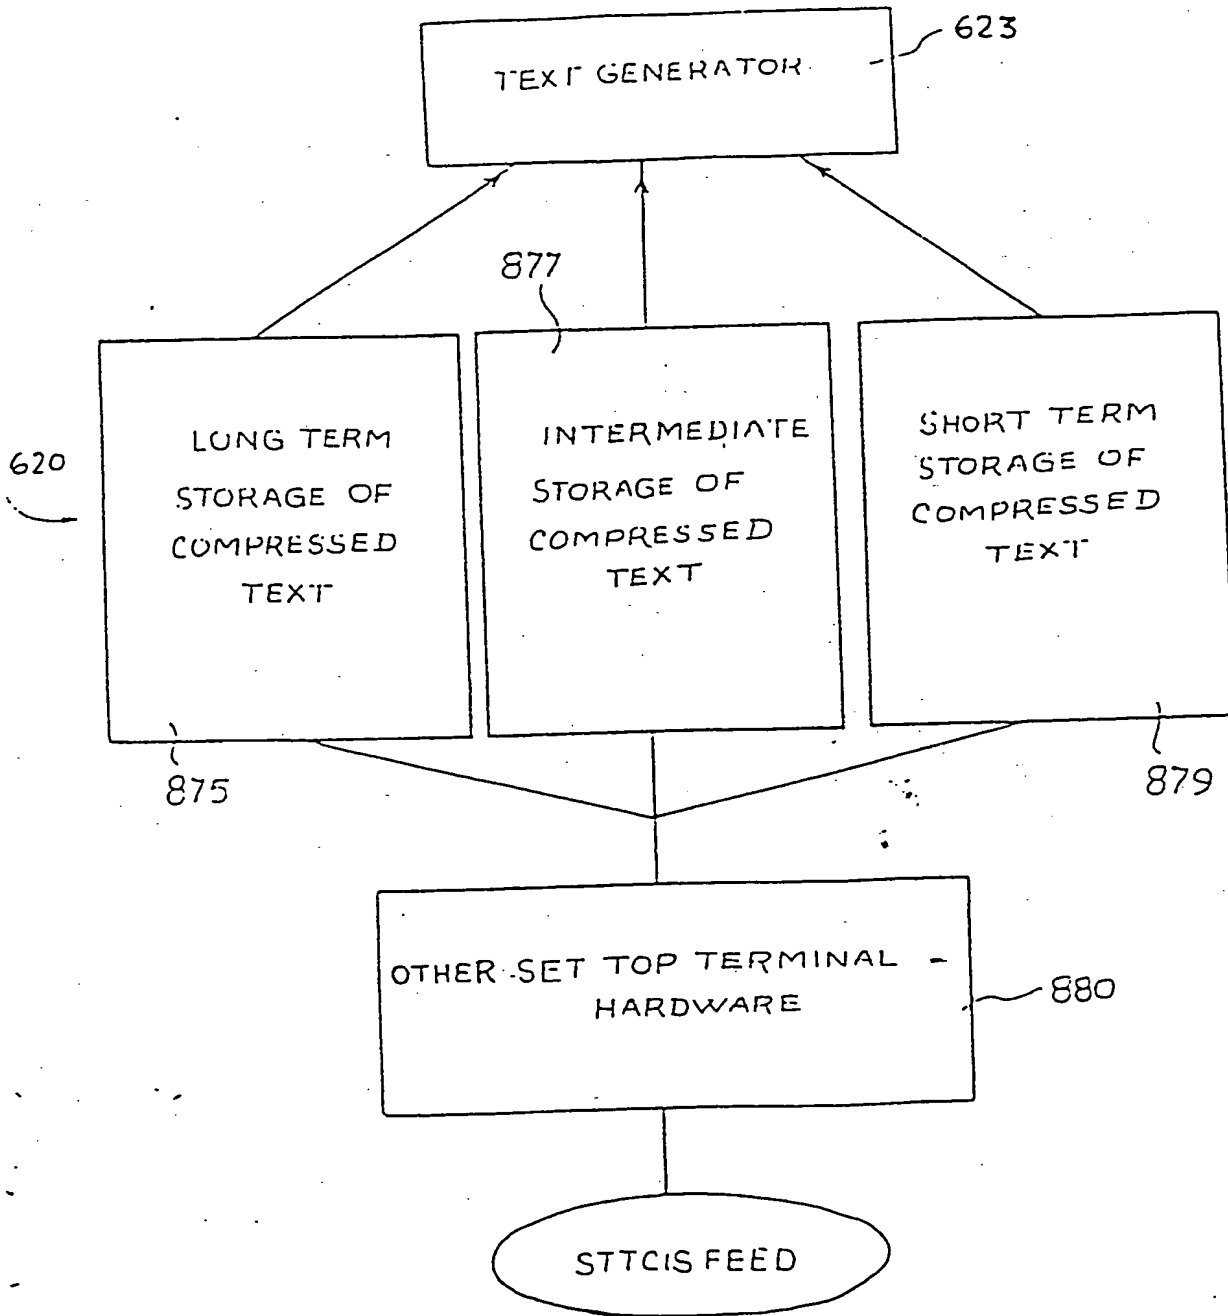 623
TEXT GENERATOR
877
LONG TERM
STORAGE OF
COMPRESSED
TEXT
INTERMEDIATE
STORAGE OF
COMPRESSED
TEXT
SHORT TERM
STORAGE OF
COMPRESSED
TEXT
620
875
879
OTHER SET TOP TERMINAL
HARDWARE
880
STTCIS FEED